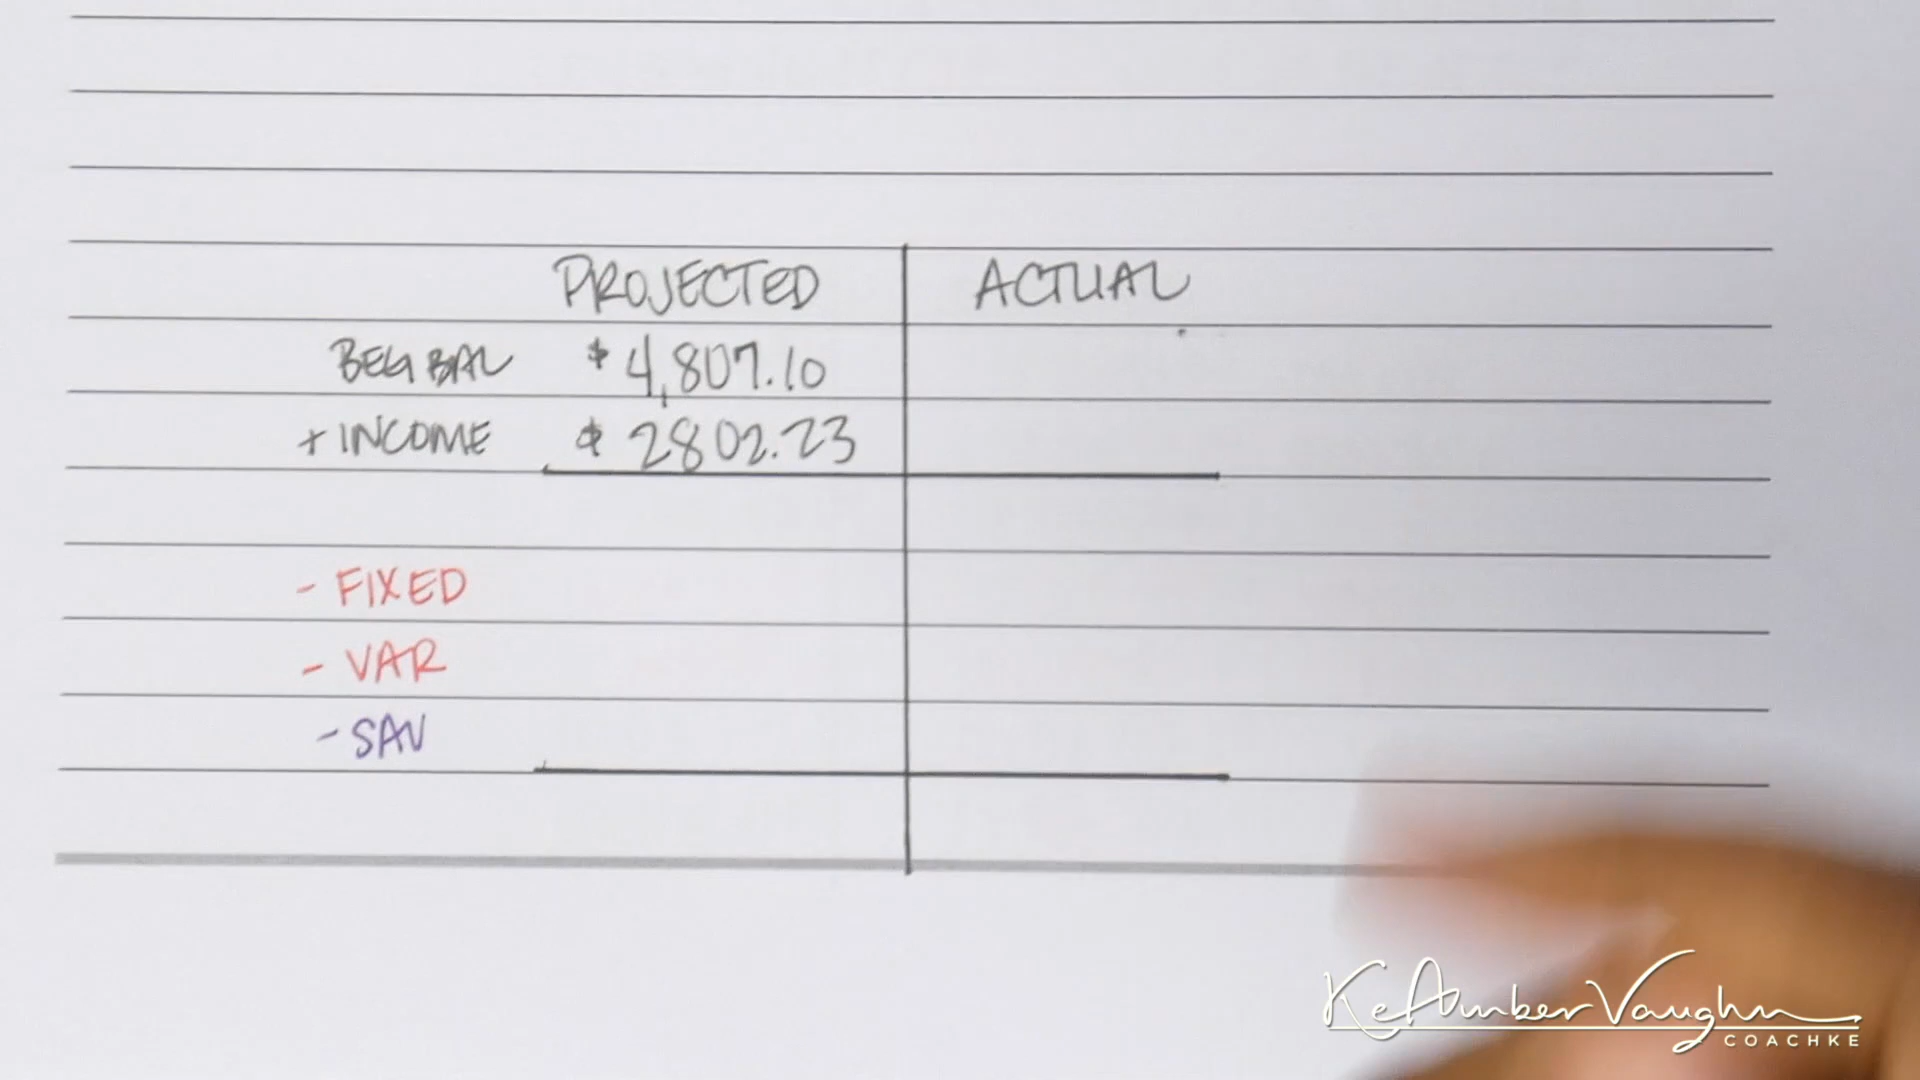 PROJECTED ACTUAL
BEG BAL $4,807.10
+ INCOME $2802.23
- FIXED
- VAR
- SAV
KeAmber Vaughn
COACHKE